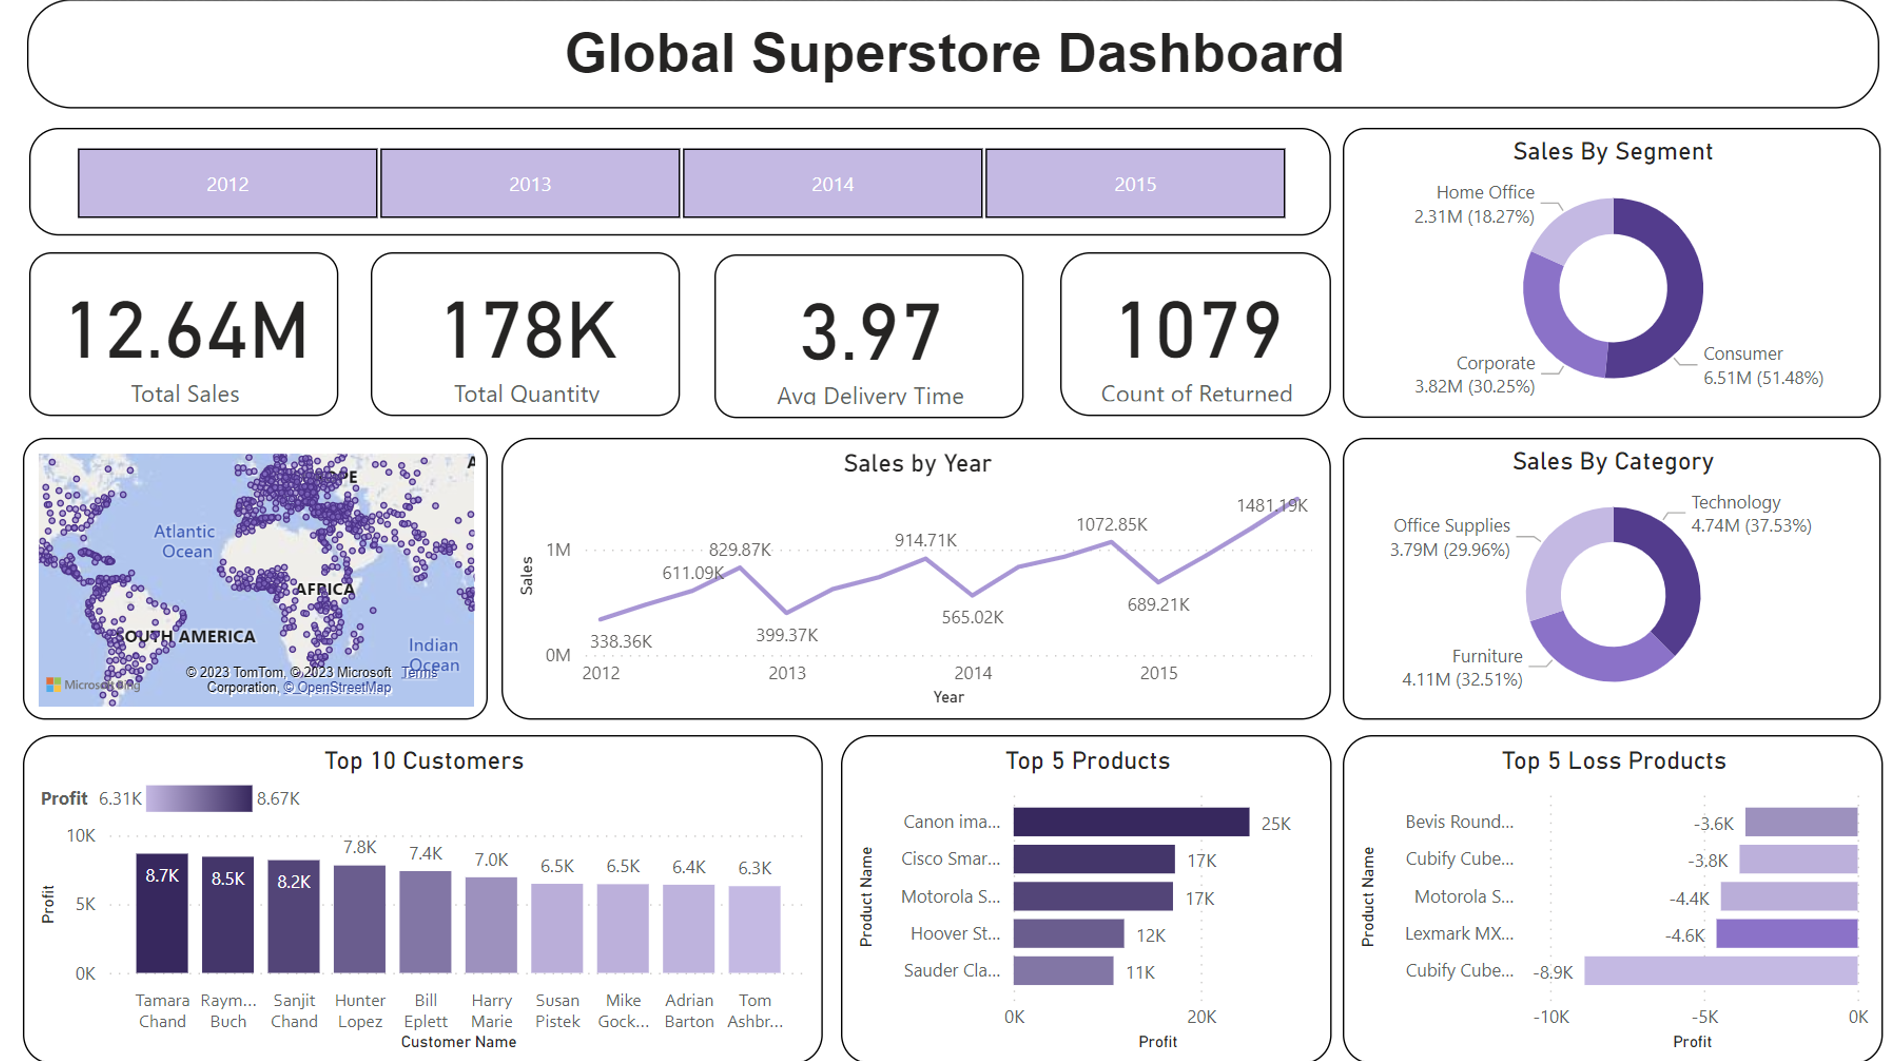 Global Superstore Dashboard
2012
2013
2014
2015
12.64M
Total Sales
178K
Total Quantity
3.97
Avg Delivery Time
1079
Count of Returned
Sales By Segment
Home Office
2.31M (18.27%)
Corporate
3.82M (30.25%)
Consumer
6.51M (51.48%)
Atlantic
Ocean
AFRICA
SOUTH AMERICA
Indian
Ocean
© 2023 TomTom, © 2023 Microsoft
Corporation, © OpenStreetMap
Terms
Microsoft Bing
Sales by Year
Sales
1M
0M
338.36K
611.09K
829.87K
399.37K
914.71K
565.02K
1072.85K
689.21K
1481.19K
2012
2013
2014
2015
Year
Sales By Category
Technology
4.74M (37.53%)
Office Supplies
3.79M (29.96%)
Furniture
4.11M (32.51%)
Top 10 Customers
Profit 6.31K 8.67K
Profit
10K
5K
0K
8.7K
8.5K
8.2K
7.8K
7.4K
7.0K
6.5K
6.5K
6.4K
6.3K
Tamara
Chand
Raym...
Buch
Sanjit
Chand
Hunter
Lopez
Bill
Eplett
Harry
Marie
Susan
Pistek
Mike
Gock...
Adrian
Barton
Tom
Ashbr...
Customer Name
Top 5 Products
Product Name
Canon ima... 25K
Cisco Smar... 17K
Motorola S... 17K
Hoover St... 12K
Sauder Cla... 11K
0K 20K
Profit
Top 5 Loss Products
Product Name
Bevis Round... -3.6K
Cubify Cube... -3.8K
Motorola S... -4.4K
Lexmark MX... -4.6K
Cubify Cube... -8.9K
-10K -5K 0K
Profit